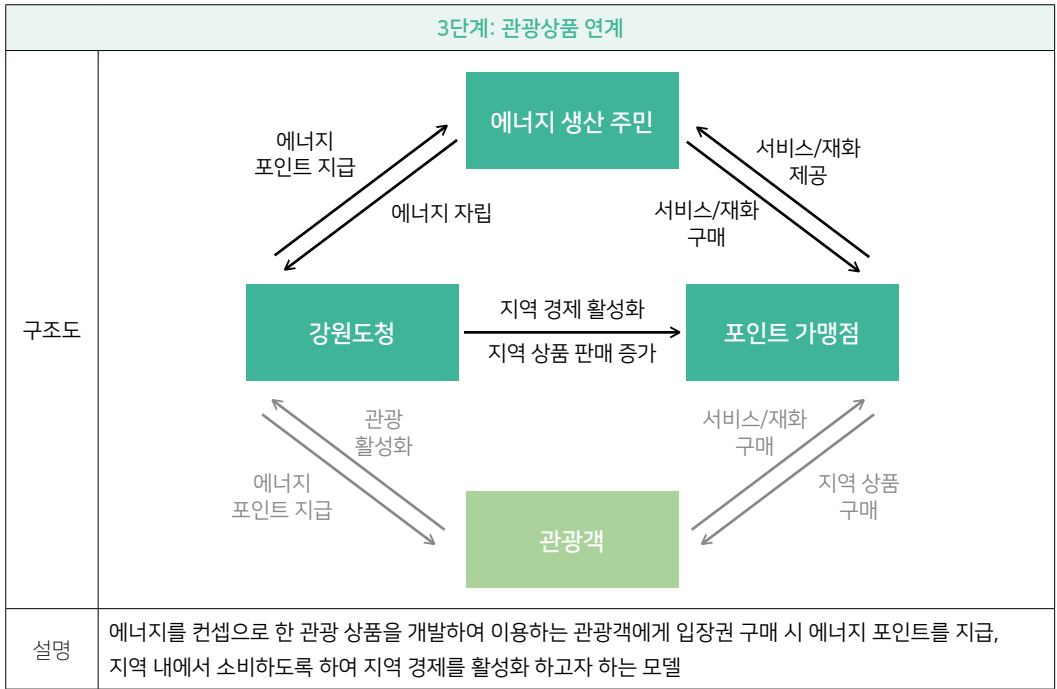 3단계: 관광상품 연계
구조도
에너지 생산 주민
에너지
포인트 지급
에너지 자립
서비스/재화
제공
서비스/재화
구매
강원도청
지역 경제 활성화
지역 상품 판매 증가
포인트 가맹점
관광
활성화
에너지
포인트 지급
서비스/재화
구매
지역 상품
구매
관광객
설명
에너지를 컨셉으로 한 관광 상품을 개발하여 이용하는 관광객에게 입장권 구매 시 에너지 포인트를 지급,
지역 내에서 소비하도록 하여 지역 경제를 활성화 하고자 하는 모델